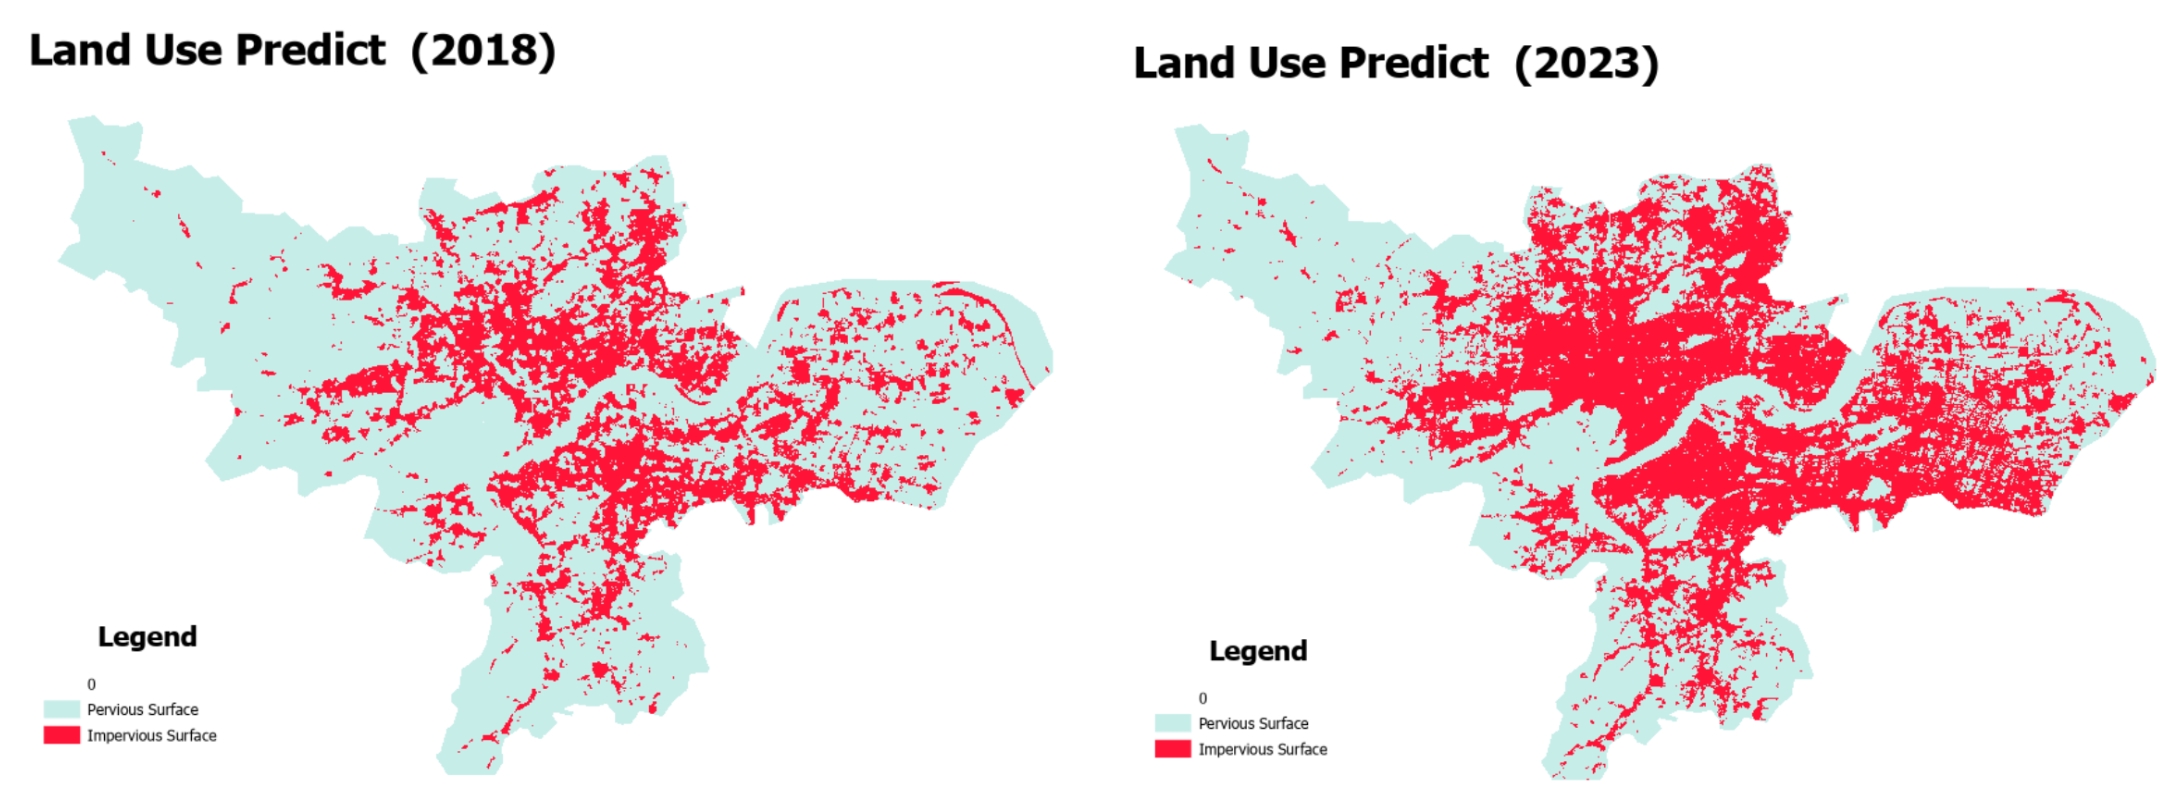 Land Use Predict (2018)
Legend
0
Pervious Surface
Impervious Surface
Land Use Predict (2023)
Legend
0
Pervious Surface
Impervious Surface